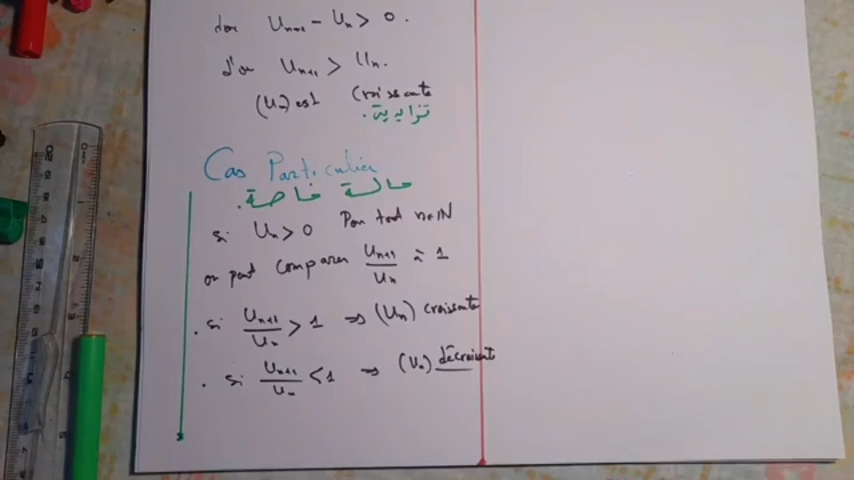 donc Uₙ₊₁ - Uₙ > 0.
d'où Uₙ₊₁ > Uₙ.
(Uₙ) est Croissante
تزايدية.
Cas Particulier
حالة خاصة.
si Uₙ > 0 Pour tout n∈ℕ
on peut comparer Uₙ₊₁/Uₙ à 1
. si Uₙ₊₁/Uₙ > 1 ⇒ (Uₙ) croissante
. si Uₙ₊₁/Uₙ < 1 ⇒ (Uₙ) décroissante